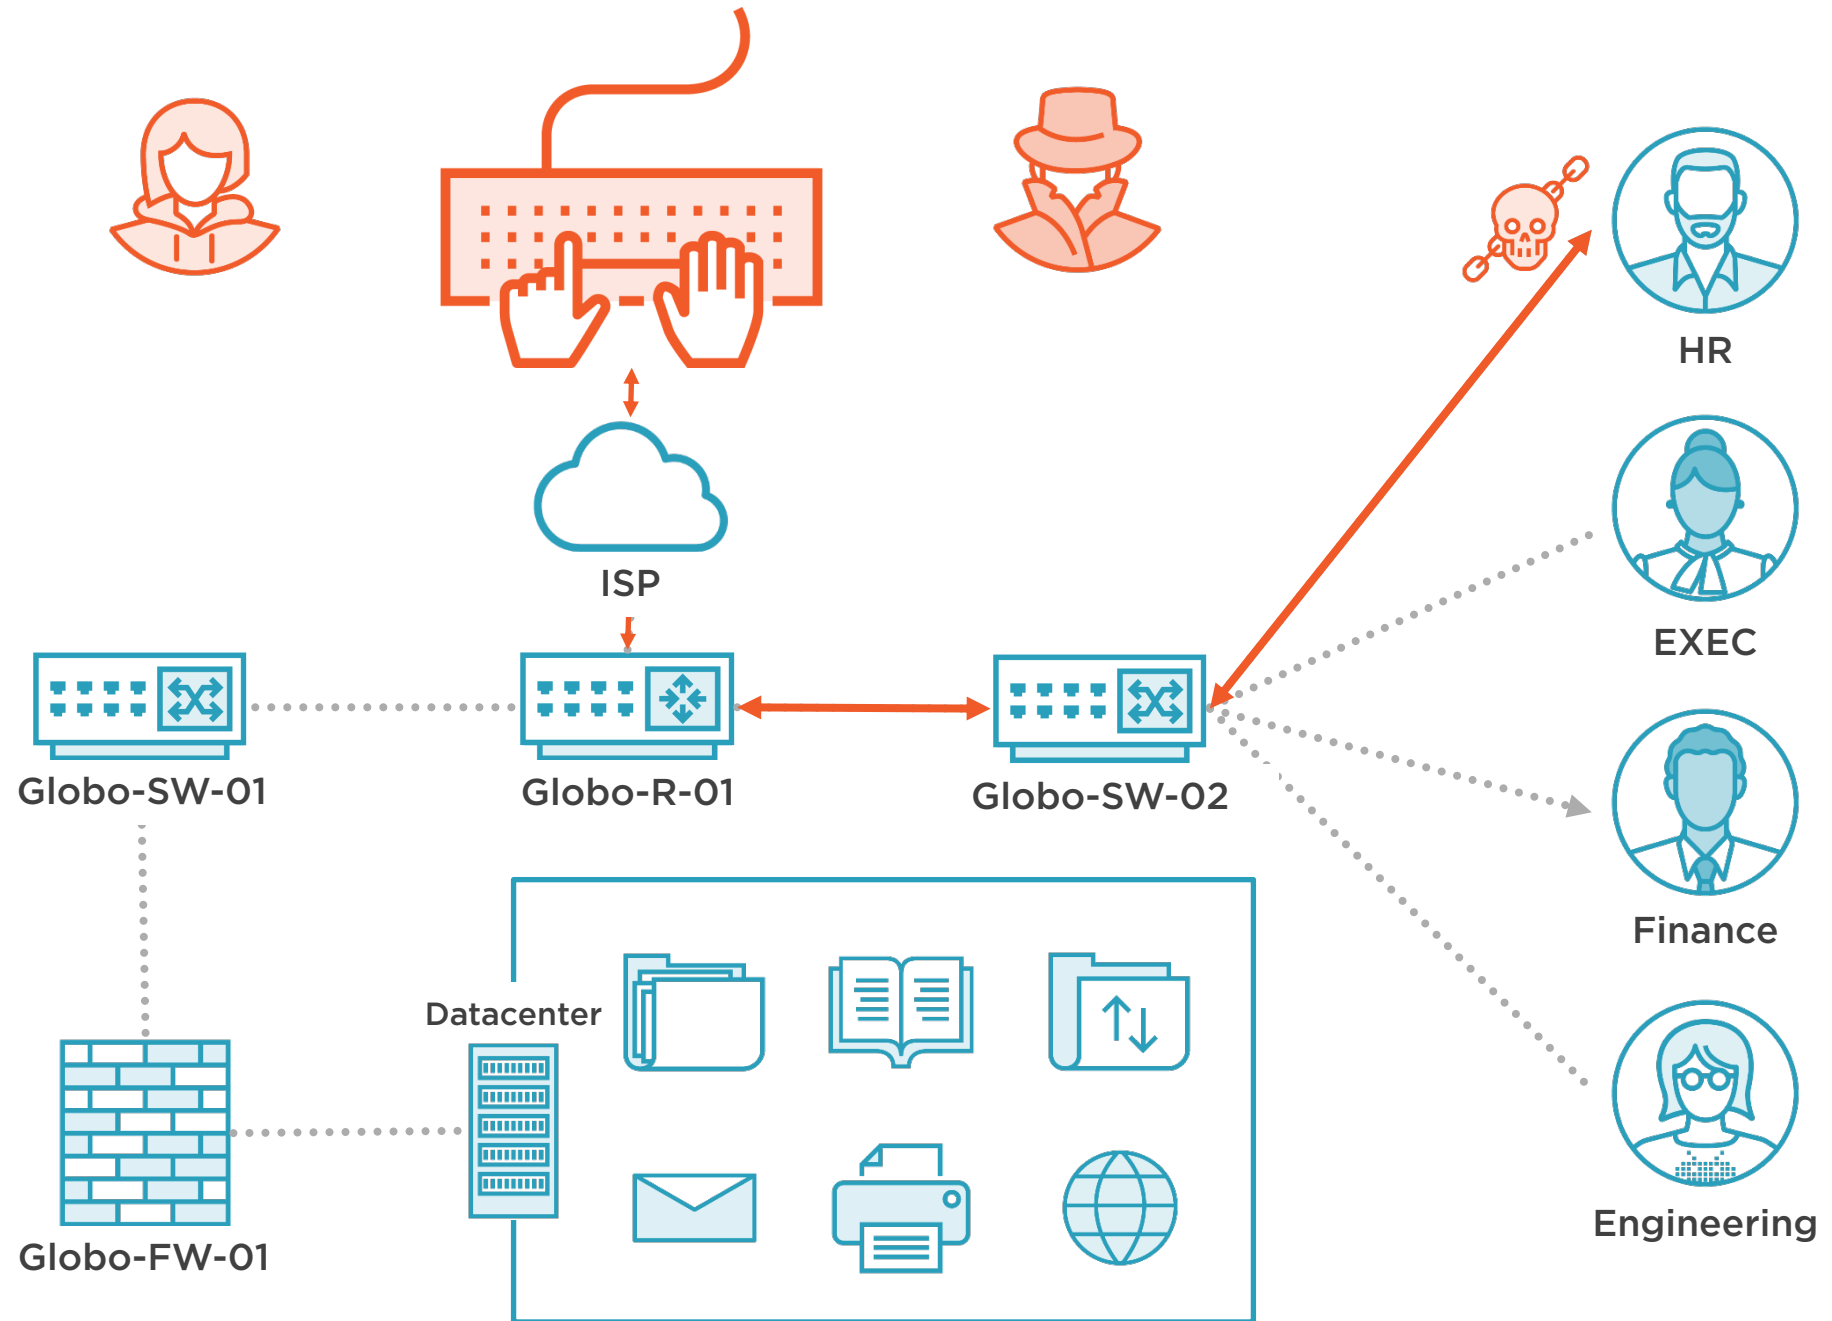 HR
ISP
EXEC
Globo-SW-01
Globo-R-01
Globo-SW-02
Finance
Datacenter
Engineering
Globo-FW-01